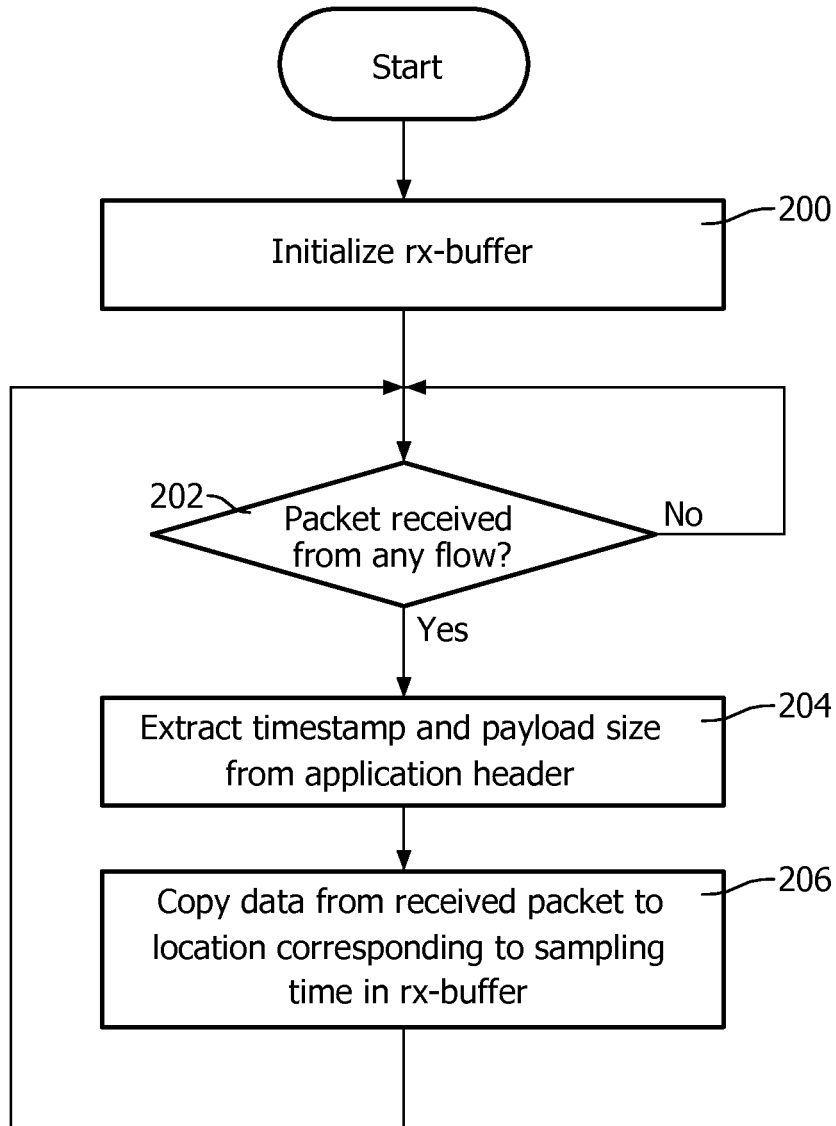 Start
200
Initialize rx-buffer
202
Packet received
from any flow?
No
Yes
204
Extract timestamp and payload size
from application header
206
Copy data from received packet to
location corresponding to sampling
time in rx-buffer